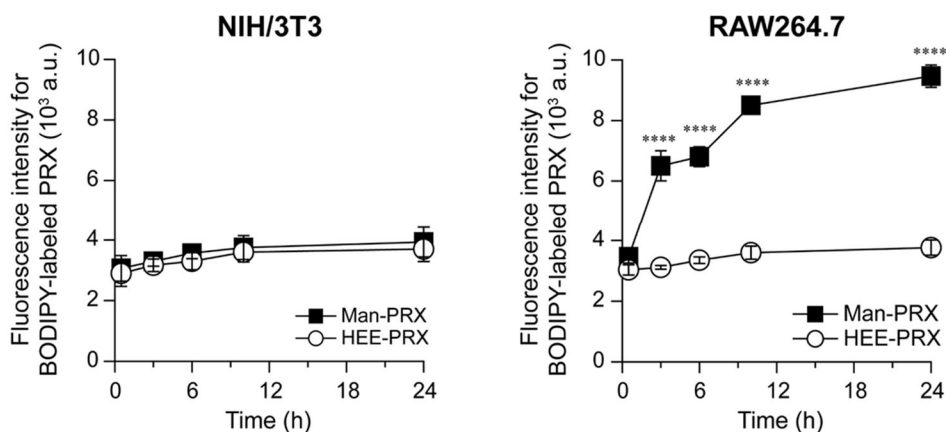 NIH/3T3
Fluorescence intensity for
BODIPY-labeled PRX (10³ a.u.)
10
8
6
4
2
0
Man-PRX
HEE-PRX
0 6 12 18 24
Time (h)
RAW264.7
Fluorescence intensity for
BODIPY-labeled PRX (10³ a.u.)
10
8
6
4
2
0
****
****
****
****
Man-PRX
HEE-PRX
0 6 12 18 24
Time (h)